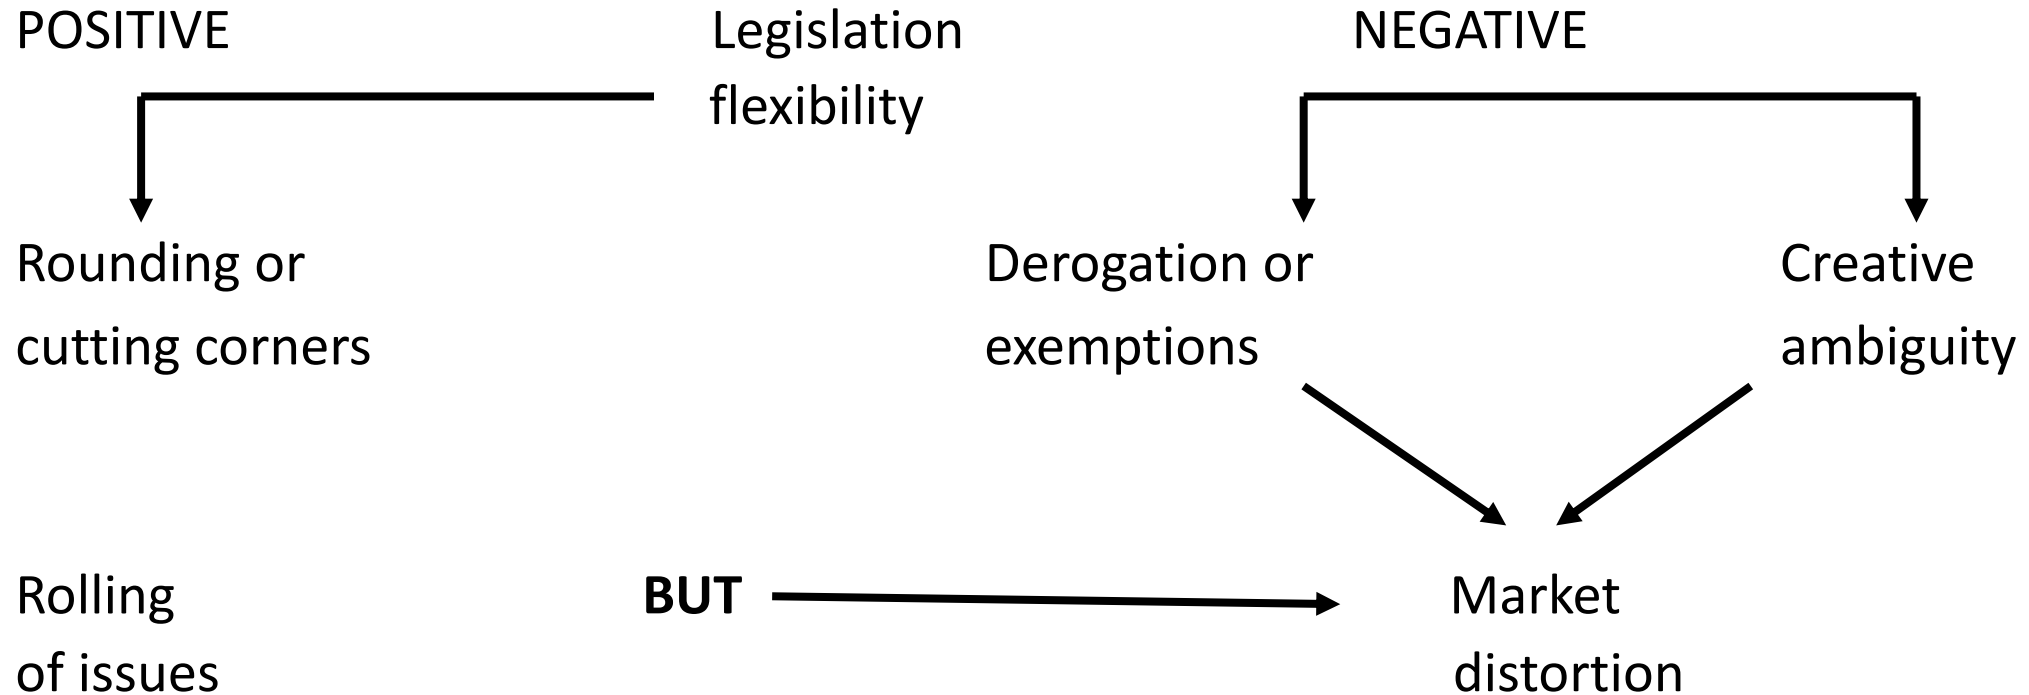 POSITIVE
Legislation
flexibility
NEGATIVE
Rounding or
cutting corners
Derogation or
exemptions
Creative
ambiguity
Rolling
of issues
BUT
Market
distortion